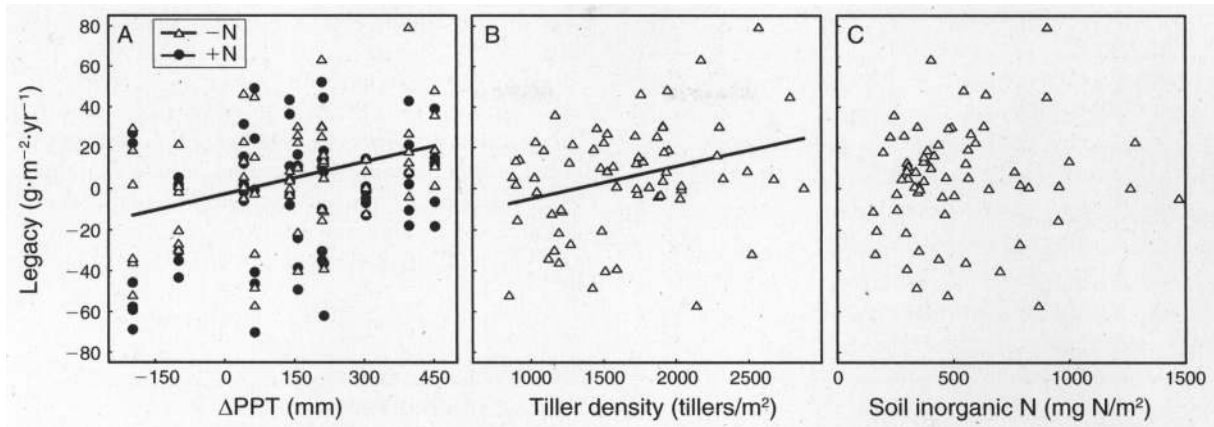 A
B
C
−N
+N
80
60
40
20
0
−20
−40
−60
−80
Legacy (g·m⁻²·yr⁻¹)
−150 0 150 300 450
1000 1500 2000 2500
0 500 1000 1500
ΔPPT (mm)
Tiller density (tillers/m²)
Soil inorganic N (mg N/m²)